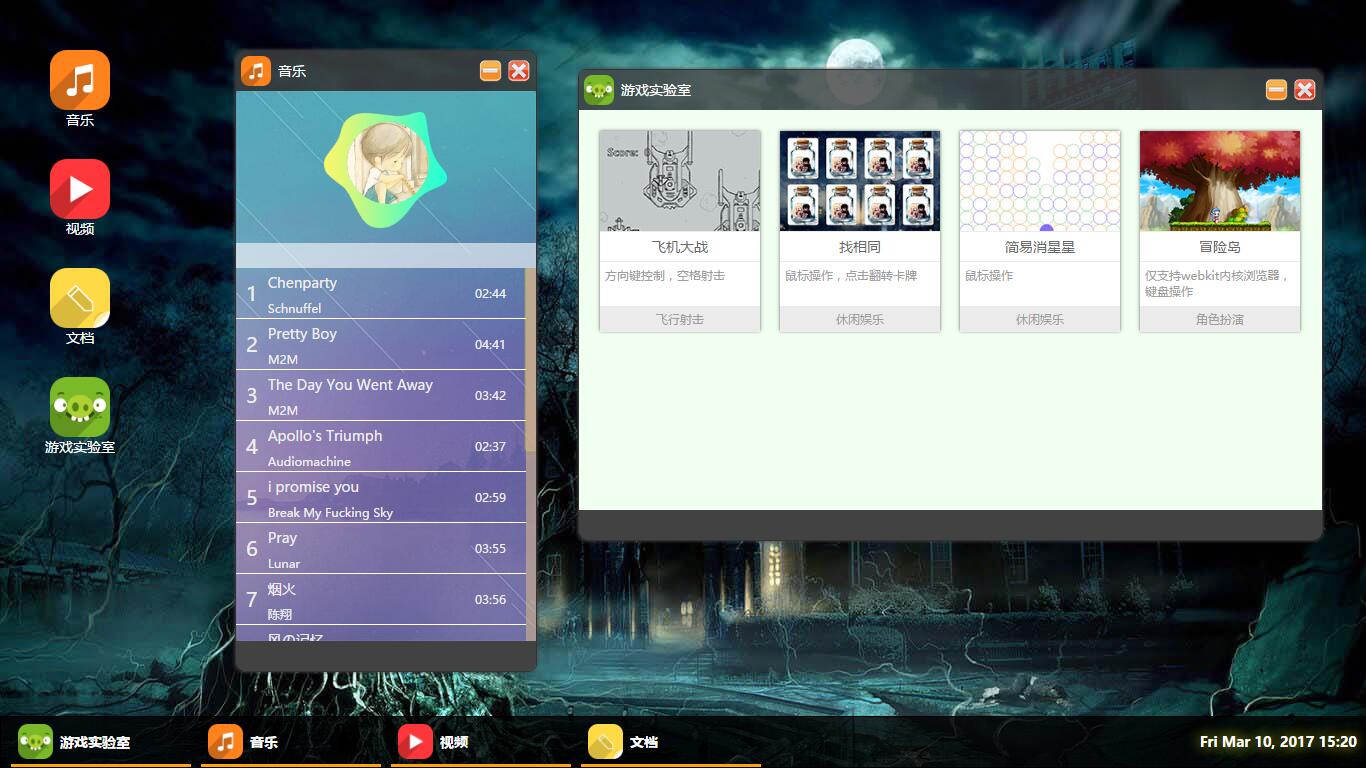 音乐
视频
文档
游戏实验室
音乐
1
Chenparty
Schnuffel
02:44
2
Pretty Boy
M2M
04:41
3
The Day You Went Away
M2M
03:42
4
Apollo's Triumph
Audiomachine
02:37
5
i promise you
Break My Fucking Sky
02:59
6
Pray
Lunar
03:55
7
烟火
陈翔
03:56
风の记忆
游戏实验室
Score: 0
飞机大战
方向键控制，空格射击
飞行射击
找相同
鼠标操作，点击翻转卡牌
休闲娱乐
简易消星星
鼠标操作
休闲娱乐
冒险岛
仅支持webkit内核浏览器，
键盘操作
角色扮演
游戏实验室
音乐
视频
文档
Fri Mar 10, 2017 15:20